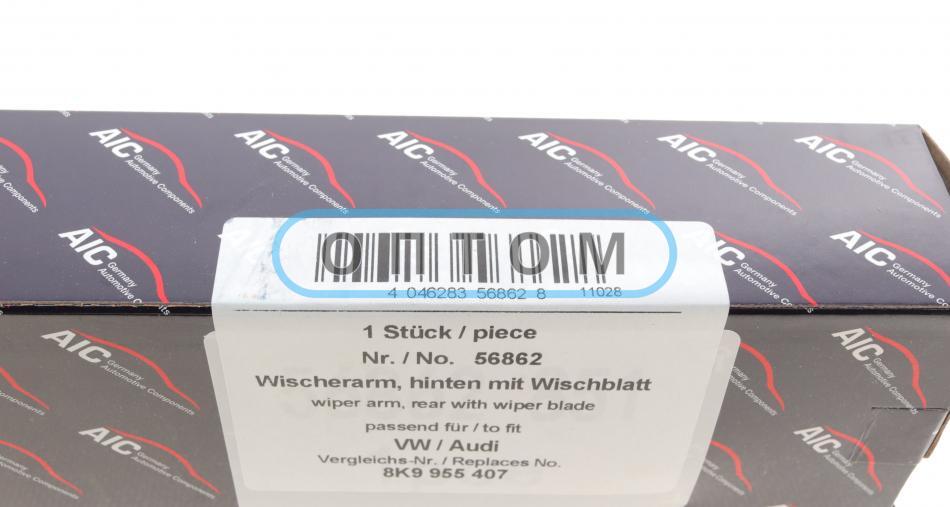 AIC Germany Automotive Components
ОПТОМ
4 046283 56862 8 11028
1 Stück / piece
Nr. / No. 56862
Wischerarm, hinten mit Wischblatt
wiper arm, rear with wiper blade
passend für / to fit
VW / Audi
Vergleichs-Nr. / Replaces No.
8K9 955 407